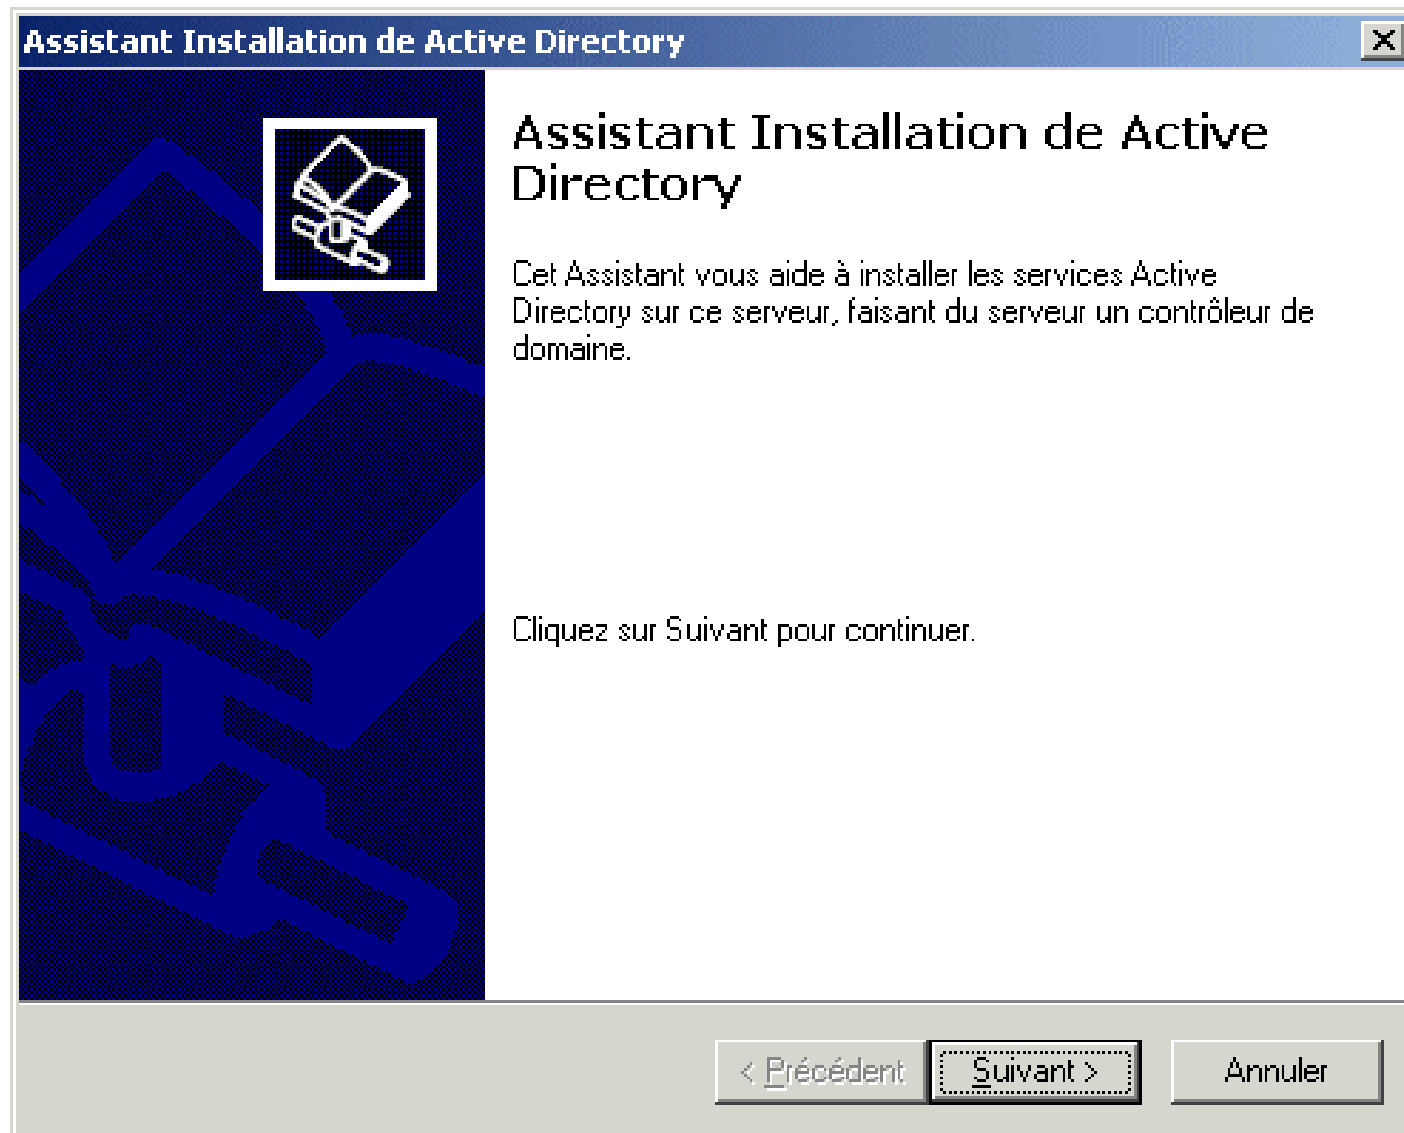 Assistant Installation de Active Directory
Assistant Installation de Active
Directory
Cet Assistant vous aide à installer les services Active
Directory sur ce serveur, faisant du serveur un contrôleur de
domaine.
Cliquez sur Suivant pour continuer.
< Précédent
Suivant >
Annuler